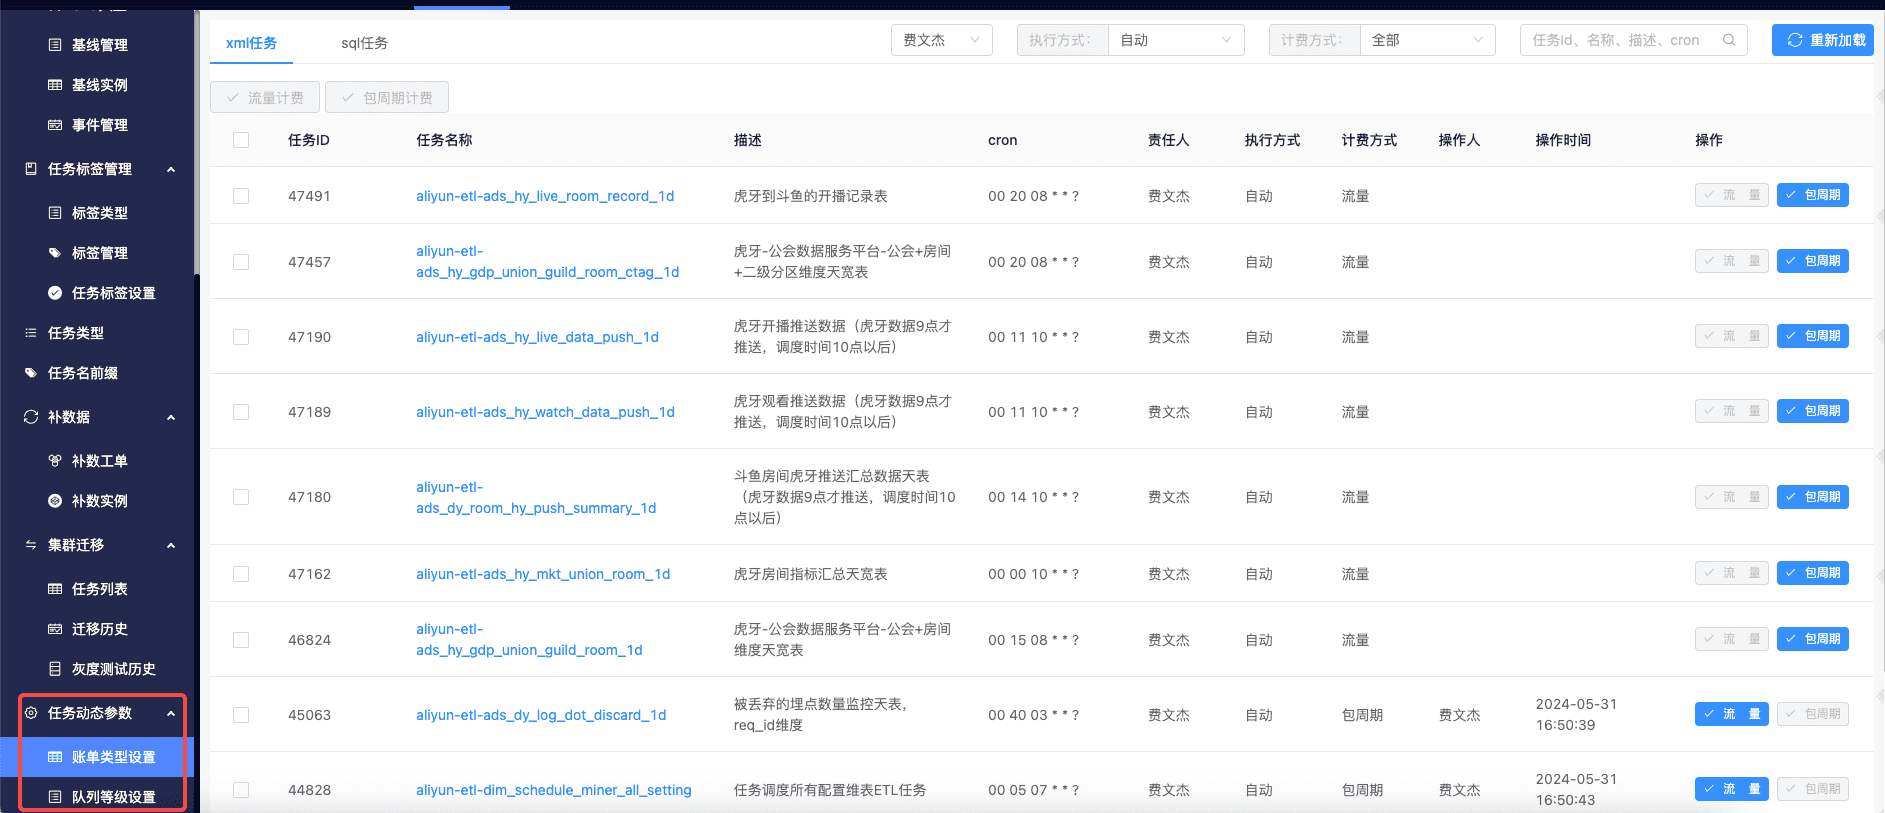 基线管理
基线实例
事件管理
任务标签管理
标签类型
标签管理
任务标签设置
任务类型
任务名前缀
补数据
补数工单
补数实例
集群迁移
任务列表
迁移历史
灰度测试历史
任务动态参数
账单类型设置
队列等级设置
xml任务 sql任务 费文杰 执行方式： 自动 计费方式： 全部 任务Id、名称、描述、cron 重新加载
流量计费 包周期计费
任务ID 任务名称 描述 cron 责任人 执行方式 计费方式 操作人 操作时间 操作
47491 aliyun-etl-ads_hy_live_room_record_1d 虎牙到斗鱼的开播记录表 00 20 08 * * ? 费文杰 自动 流量 流 量 包周期
aliyun-etl- 虎牙-公会数据服务平台-公会+房间
47457 00 20 08 * * ? 费文杰 自动 流量 流 量 包周期
ads_hy_gdp_union_guild_room_ctag_1d +二级分区维度天宽表
虎牙开播推送数据（虎牙数据9点才
47190 aliyun-etl-ads_hy_live_data_push_1d 00 11 10 * * ? 费文杰 自动 流量 流 量 包周期
推送，调度时间10点以后）
虎牙观看推送数据（虎牙数据9点才
47189 aliyun-etl-ads_hy_watch_data_push_1d 00 11 10 * * ? 费文杰 自动 流量 流 量 包周期
推送，调度时间10点以后）
斗鱼房间虎牙推送汇总数据天表
aliyun-etl-
47180 （虎牙数据9点才推送，调度时间10 00 14 10 * * ? 费文杰 自动 流量 流 量 包周期
ads_dy_room_hy_push_summary_1d
点以后）
47162 aliyun-etl-ads_hy_mkt_union_room_1d 虎牙房间指标汇总天宽表 00 00 10 * * ? 费文杰 自动 流量 流 量 包周期
aliyun-etl- 虎牙-公会数据服务平台-公会+房间
46824 00 15 08 * * ? 费文杰 自动 流量 流 量 包周期
ads_hy_gdp_union_guild_room_1d 维度天宽表
被丢弃的埋点数量监控天表， 2024-05-31
45063 aliyun-etl-ads_dy_log_dot_discard_1d 00 40 03 * * ? 费文杰 自动 包周期 费文杰 流 量 包周期
req_id维度 16:50:39
2024-05-31
44828 aliyun-etl-dim_schedule_miner_all_setting 任务调度所有配置维表ETL任务 00 05 07 * * ? 费文杰 自动 包周期 费文杰 流 量 包周期
16:50:43